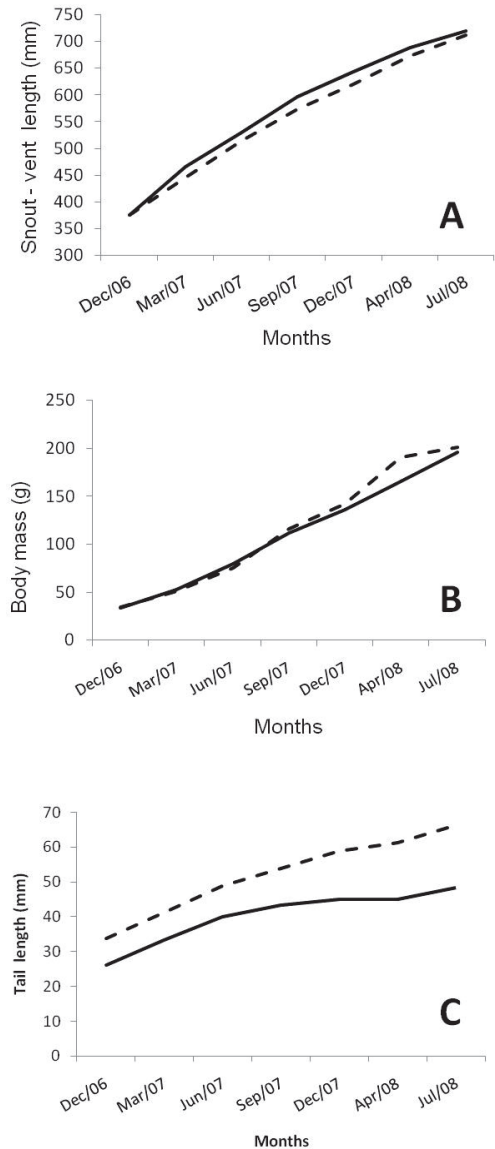 750
700
650
600
550
500
450
400
350
300
Snout - vent length (mm)
A
Dec/06 Mar/07 Jun/07 Sep/07 Dec/07 Apr/08 Jul/08
Months
250
200
150
100
50
0
Body mass (g)
B
Dec/06 Mar/07 Jun/07 Sep/07 Dec/07 Apr/08 Jul/08
Months
70
60
50
40
30
20
10
0
Tail length (mm)
C
Dec/06 Mar/07 Jun/07 Sep/07 Dec/07 Apr/08 Jul/08
Months